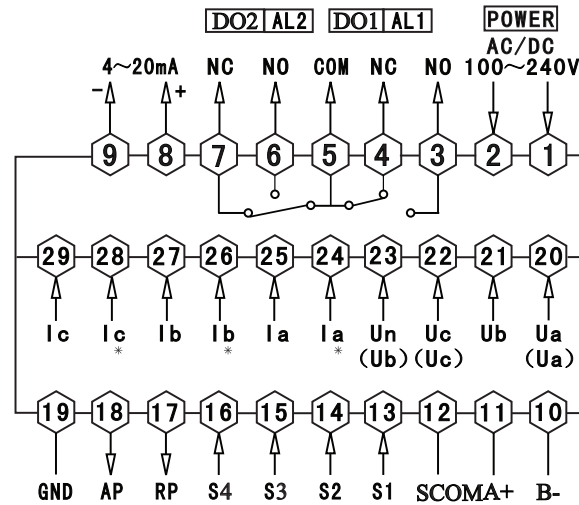 DO2 AL2 DO1 AL1 POWER
AC/DC
4~20mA NC NO COM NC NO 100~240V
- +
9 8 7 6 5 4 3 2 1
29 28 27 26 25 24 23 22 21 20
Ic Ic Ib Ib Ia Ia Un Uc Ub Ua
* * * (Ub) (Uc) (Ua)
19 18 17 16 15 14 13 12 11 10
GND AP RP S4 S3 S2 S1 SCOMA+ B-